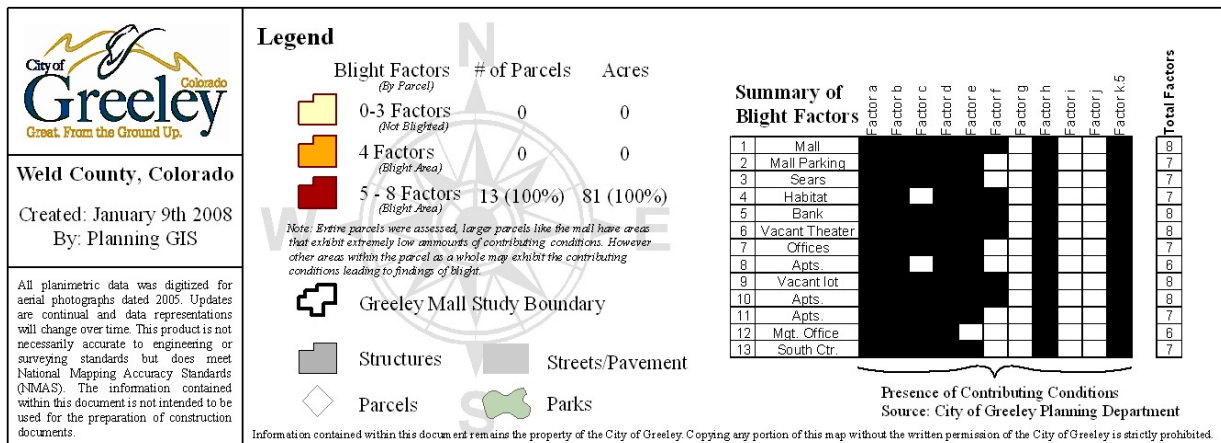 City of
Colorado
Greeley
Great. From the Ground Up.
Weld County, Colorado
Created: January 9th 2008
By: Planning GIS
All planimetric data was digitized for
aerial photographs dated 2005. Updates
are continual and data representations
will change over time. This product is not
necessarily accurate to engineering or
surveying standards but does meet
National Mapping Accuracy Standards
(NMAS). The information contained
within this document is not intended to be
used for the preparation of construction
documents.
Legend
N
W
E
S
Blight Factors # of Parcels Acres
(By Parcel)
0-3 Factors 0 0
(Not Blighted)
4 Factors 0 0
(Blight Area)
5 - 8 Factors 13 (100%) 81 (100%)
(Blight Area)
Note: Entire parcels were assessed, larger parcels like the mall have areas
that exhibit extremely low ammounts of contributing conditions. However
other areas within the parcel as a whole may exhibit the contributing
conditions leading to findings of blight.
Greeley Mall Study Boundary
Structures Streets/Pavement
Parcels Parks
Summary of
Blight Factors
Factor a
Factor b
Factor c
Factor d
Factor e
Factor f
Factor g
Factor h
Factor i
Factor j
Factor k.5
Total Factors
1 Mall 8
2 Mall Parking 7
3 Sears 7
4 Habitat 7
5 Bank 8
6 Vacant Theater 8
7 Offices 7
8 Apts. 6
9 Vacant lot 8
10 Apts. 8
11 Apts. 7
12 Mgt. Office 6
13 South Ctr. 7
Presence of Contributing Conditions
Source: City of Greeley Planning Department
Information contained within this document remains the property of the City of Greeley. Copying any portion of this map without the written permission of the City of Greeley is strictly prohibited.